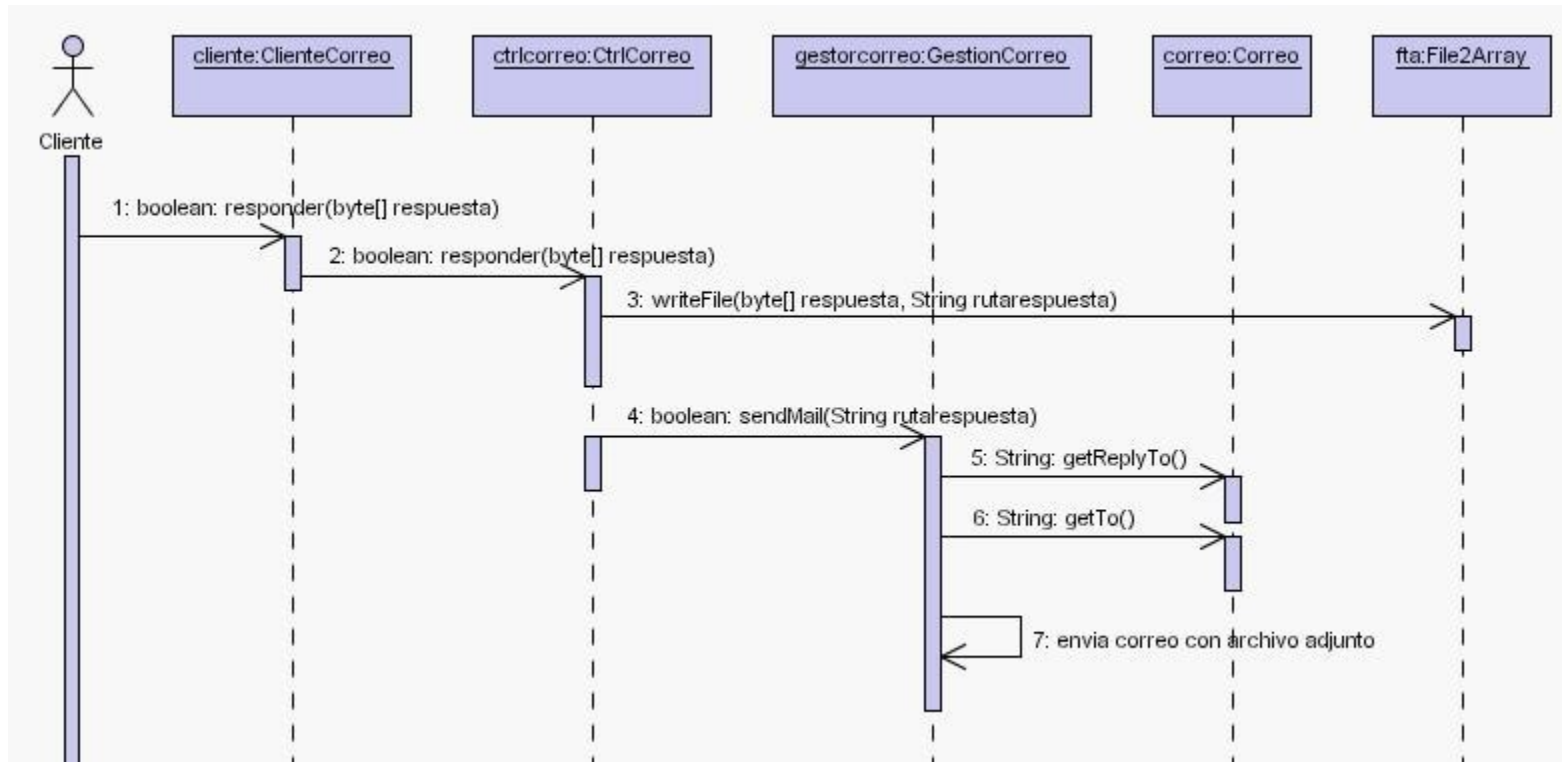 cliente:ClienteCorreo
ctrlcorreo:CtrlCorreo
gestorcorreo:GestionCorreo
correo:Correo
fta:File2Array
Cliente
1: boolean: responder(byte[] respuesta)
2: boolean: responder(byte[] respuesta)
3: writeFile(byte[] respuesta, String rutarespuesta)
4: boolean: sendMail(String rutarespuesta)
5: String: getReplyTo()
6: String: getTo()
7: envia correo con archivo adjunto